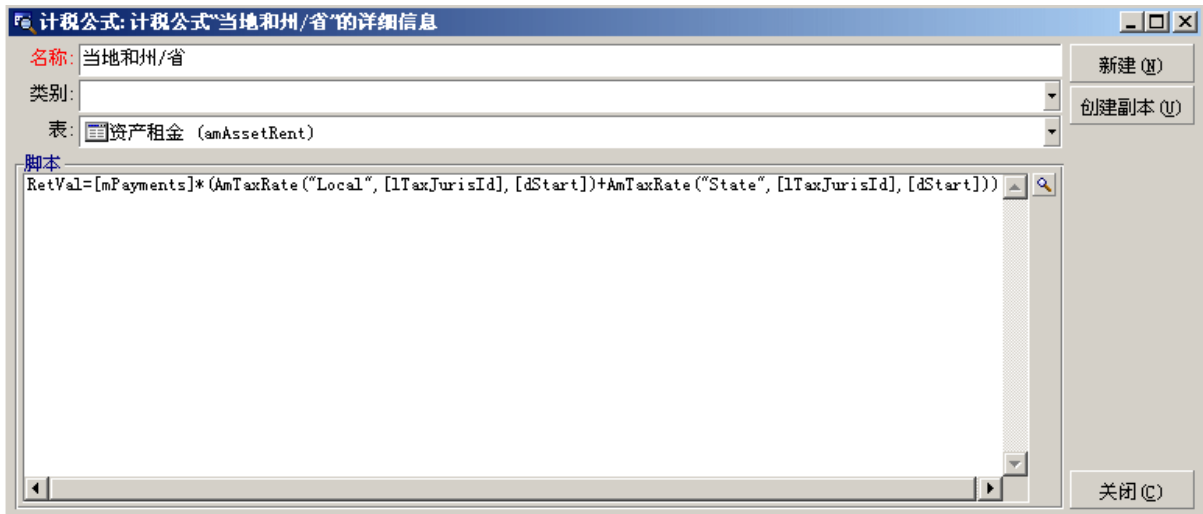 计税公式: 计税公式“当地和州/省”的详细信息
名称: 当地和州/省
新建(N)
类别:
创建副本(U)
表: 资产租金 (amAssetRent)
脚本
RetVal=[mPayments]*(AmTaxRate("Local", [lTaxJurisId], [dStart])+AmTaxRate("State", [lTaxJurisId], [dStart]))
关闭(C)